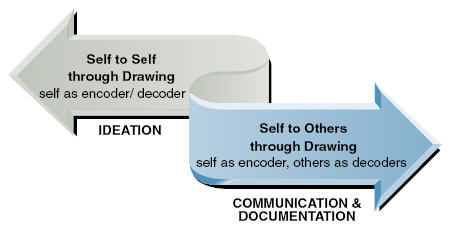 Self to Self
through Drawing
self as encoder/ decoder
IDEATION
Self to Others
through Drawing
self as encoder, others as decoders
COMMUNICATION &
DOCUMENTATION